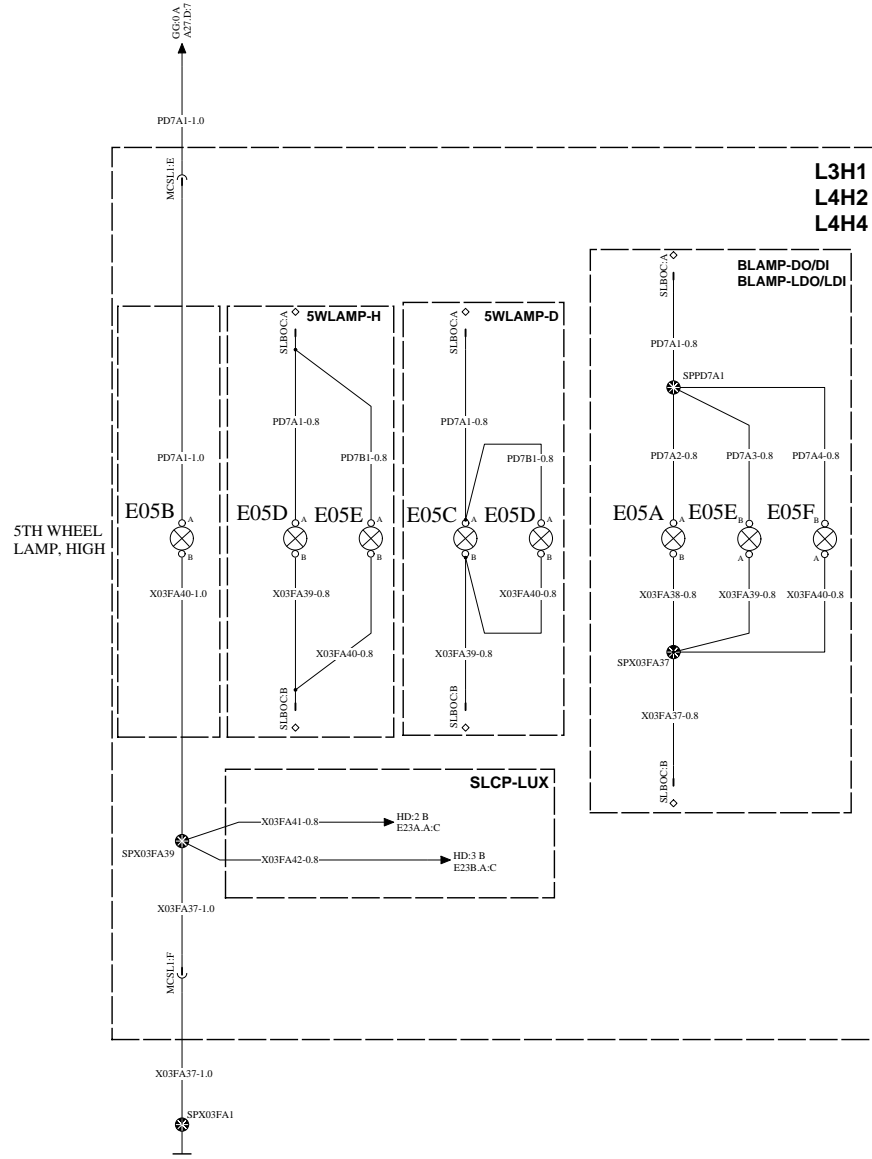 GG:0 A
A27.D:7
PD7A1-1.0
MCSL1:E
L3H1
L4H2
L4H4
BLAMP-DO/DI
BLAMP-LDO/LDI
SLBOC:A
5WLAMP-H
SLBOC:A
5WLAMP-D
SLBOC:A
PD7A1-0.8
SPPD7A1
PD7A1-0.8
PD7A1-0.8
PD7A1-1.0
PD7B1-0.8
PD7B1-0.8
PD7A2-0.8
PD7A3-0.8
PD7A4-0.8
5TH WHEEL
LAMP, HIGH
E05B
A
B
E05D
A
B
E05E
A
B
E05C
A
B
E05D
A
B
E05A
A
B
E05E
B
A
E05F
B
A
X03FA40-1.0
X03FA39-0.8
X03FA40-0.8
X03FA38-0.8
X03FA39-0.8
X03FA40-0.8
X03FA40-0.8
X03FA39-0.8
SPX03FA37
SLBOC:B
SLBOC:B
X03FA37-0.8
SLBOC:B
SLCP-LUX
X03FA41-0.8
HD:2 B
E23A.A:C
SPX03FA39
X03FA42-0.8
HD:3 B
E23B.A:C
X03FA37-1.0
MCSL1:F
X03FA37-1.0
SPX03FA1